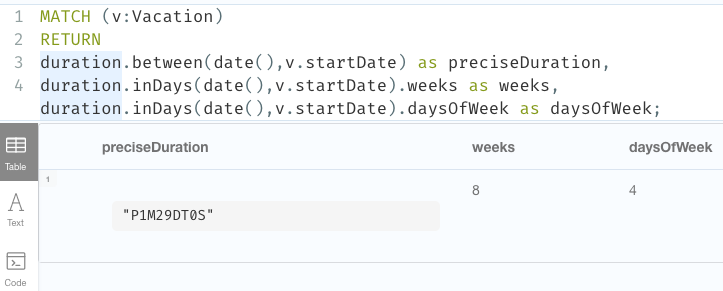 1 MATCH (v:Vacation)
2 RETURN
3 duration.between(date(),v.startDate) as preciseDuration,
4 duration.inDays(date(),v.startDate).weeks as weeks,
duration.inDays(date(),v.startDate).daysOfWeek as daysOfWeek;
Table
preciseDuration weeks daysOfWeek
1
"P1M29DT0S" 8 4
A
Text
Code